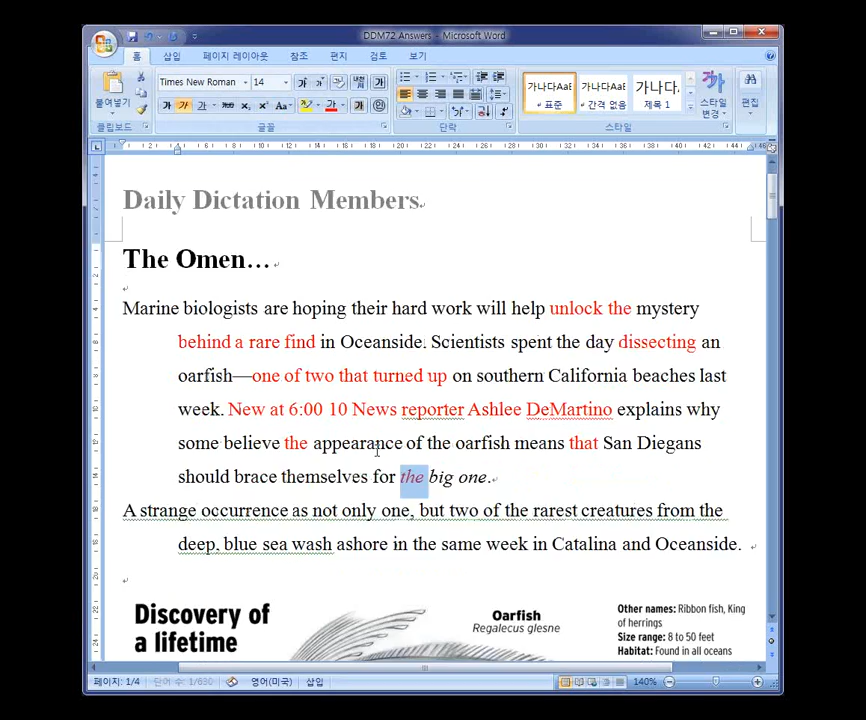 DDM72 Answers - Microsoft Word
홈 삽입 페이지 레이아웃 참조 편지 검토 보기
Times New Roman 14
붙여넣기
가나다AaB 가나다AaB 가나다
표준 간격 없음 제목 1
스타일 변경
편집
클립보드 글꼴 단락 스타일
Daily Dictation Members
The Omen…
Marine biologists are hoping their hard work will help unlock the mystery
behind a rare find in Oceanside. Scientists spent the day dissecting an
oarfish—one of two that turned up on southern California beaches last
week. New at 6:00 10 News reporter Ashlee DeMartino explains why
some believe the appearance of the oarfish means that San Diegans
should brace themselves for the big one.
A strange occurrence as not only one, but two of the rarest creatures from the
deep, blue sea wash ashore in the same week in Catalina and Oceanside.
Discovery of
a lifetime
Oarfish
Regalecus glesne
Other names: Ribbon fish, King
of herrings
Size range: 8 to 50 feet
Habitat: Found in all oceans
페이지: 1/4 단어 수: 1/630 영어(미국) 삽입 140%